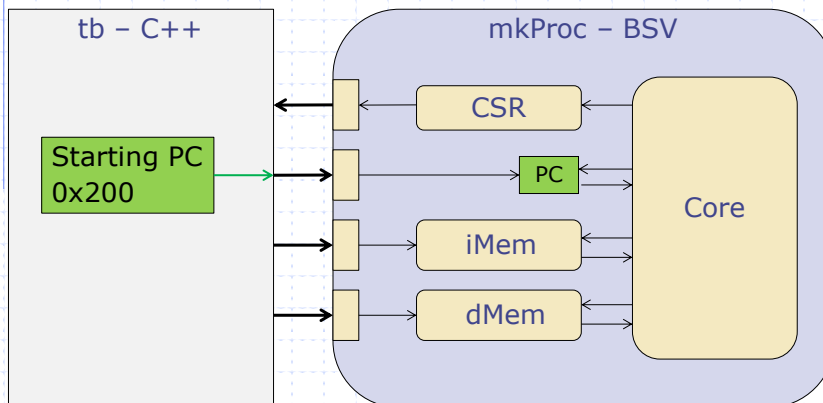 tb – C++
mkProc – BSV
CSR
Starting PC
0x200
PC
Core
iMem
dMem